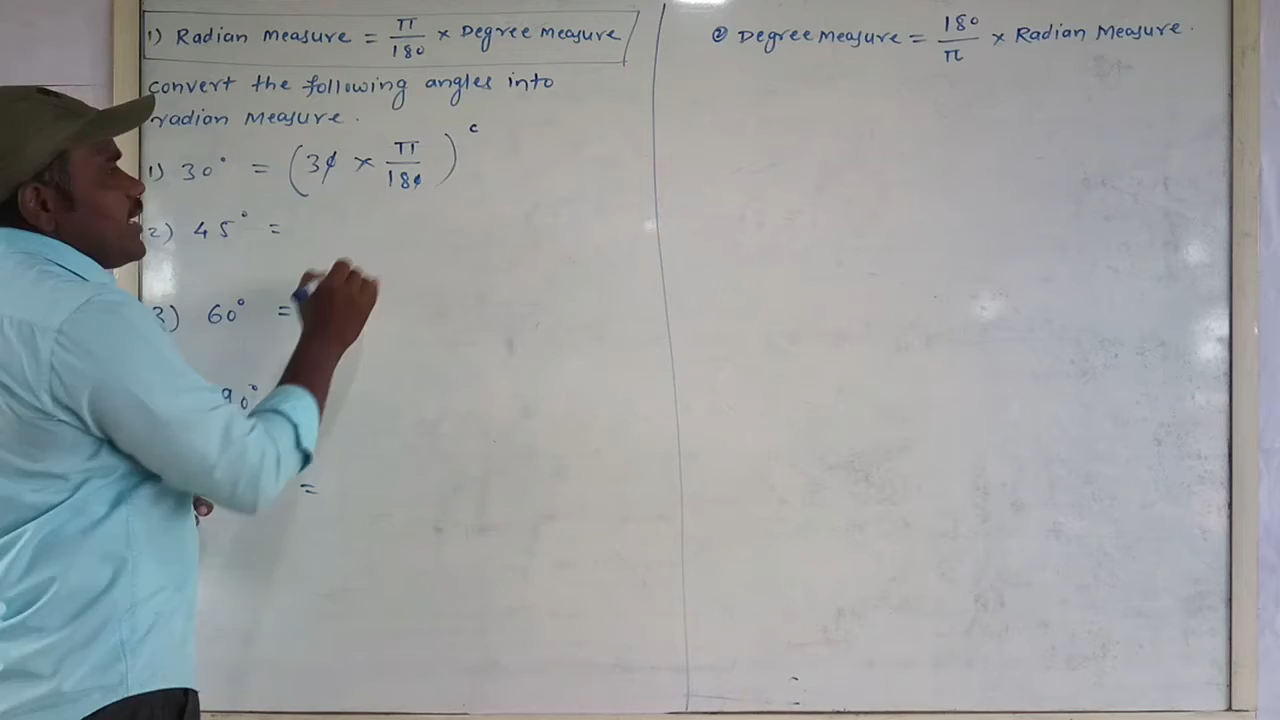 1) Radian Measure = π/180 × Degree Measure
convert the following angles into
radian Measure.
1) 30° = (30 × π/180)ᶜ
2) 45° =
3) 60° =
90°
=
② Degree Measure = 180/π × Radian Measure.